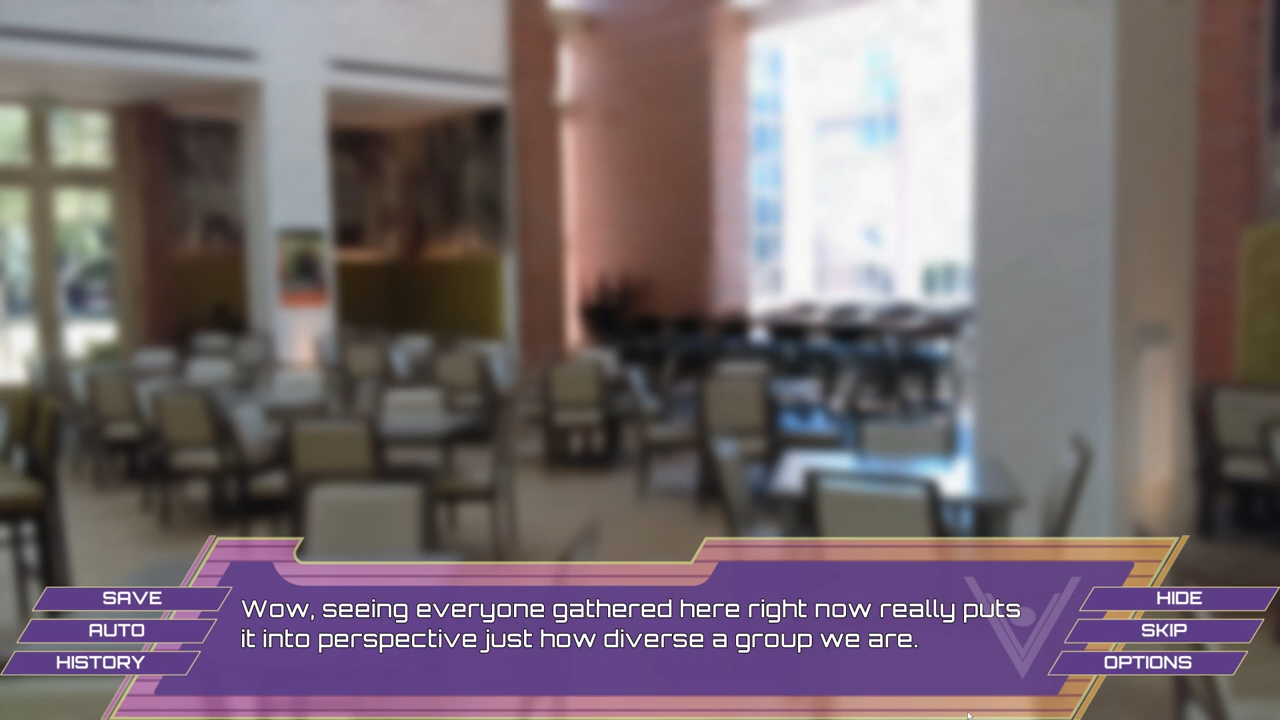 Wow, seeing everyone gathered here right now really puts
it into perspective just how diverse a group we are.
SAVE
AUTO
HISTORY
HIDE
SKIP
OPTIONS